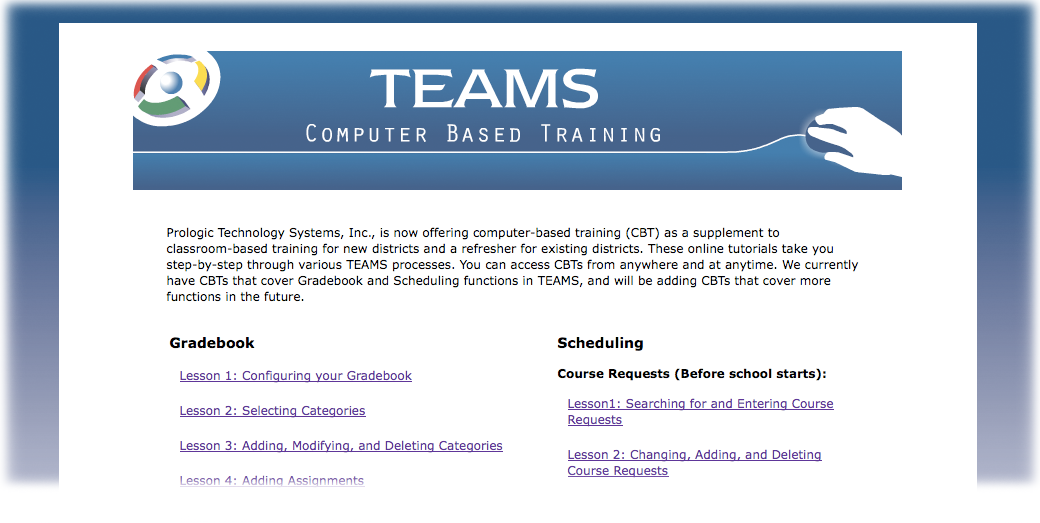 TEAMS
Computer Based Training
Prologic Technology Systems, Inc., is now offering computer-based training (CBT) as a supplement to
classroom-based training for new districts and a refresher for existing districts. These online tutorials take you
step-by-step through various TEAMS processes. You can access CBTs from anywhere and at anytime. We currently
have CBTs that cover Gradebook and Scheduling functions in TEAMS, and will be adding CBTs that cover more
functions in the future.
Gradebook
Lesson 1: Configuring your Gradebook
Lesson 2: Selecting Categories
Lesson 3: Adding, Modifying, and Deleting Categories
Lesson 4: Adding Assignments
Scheduling
Course Requests (Before school starts):
Lesson1: Searching for and Entering Course
Requests
Lesson 2: Changing, Adding, and Deleting
Course Requests